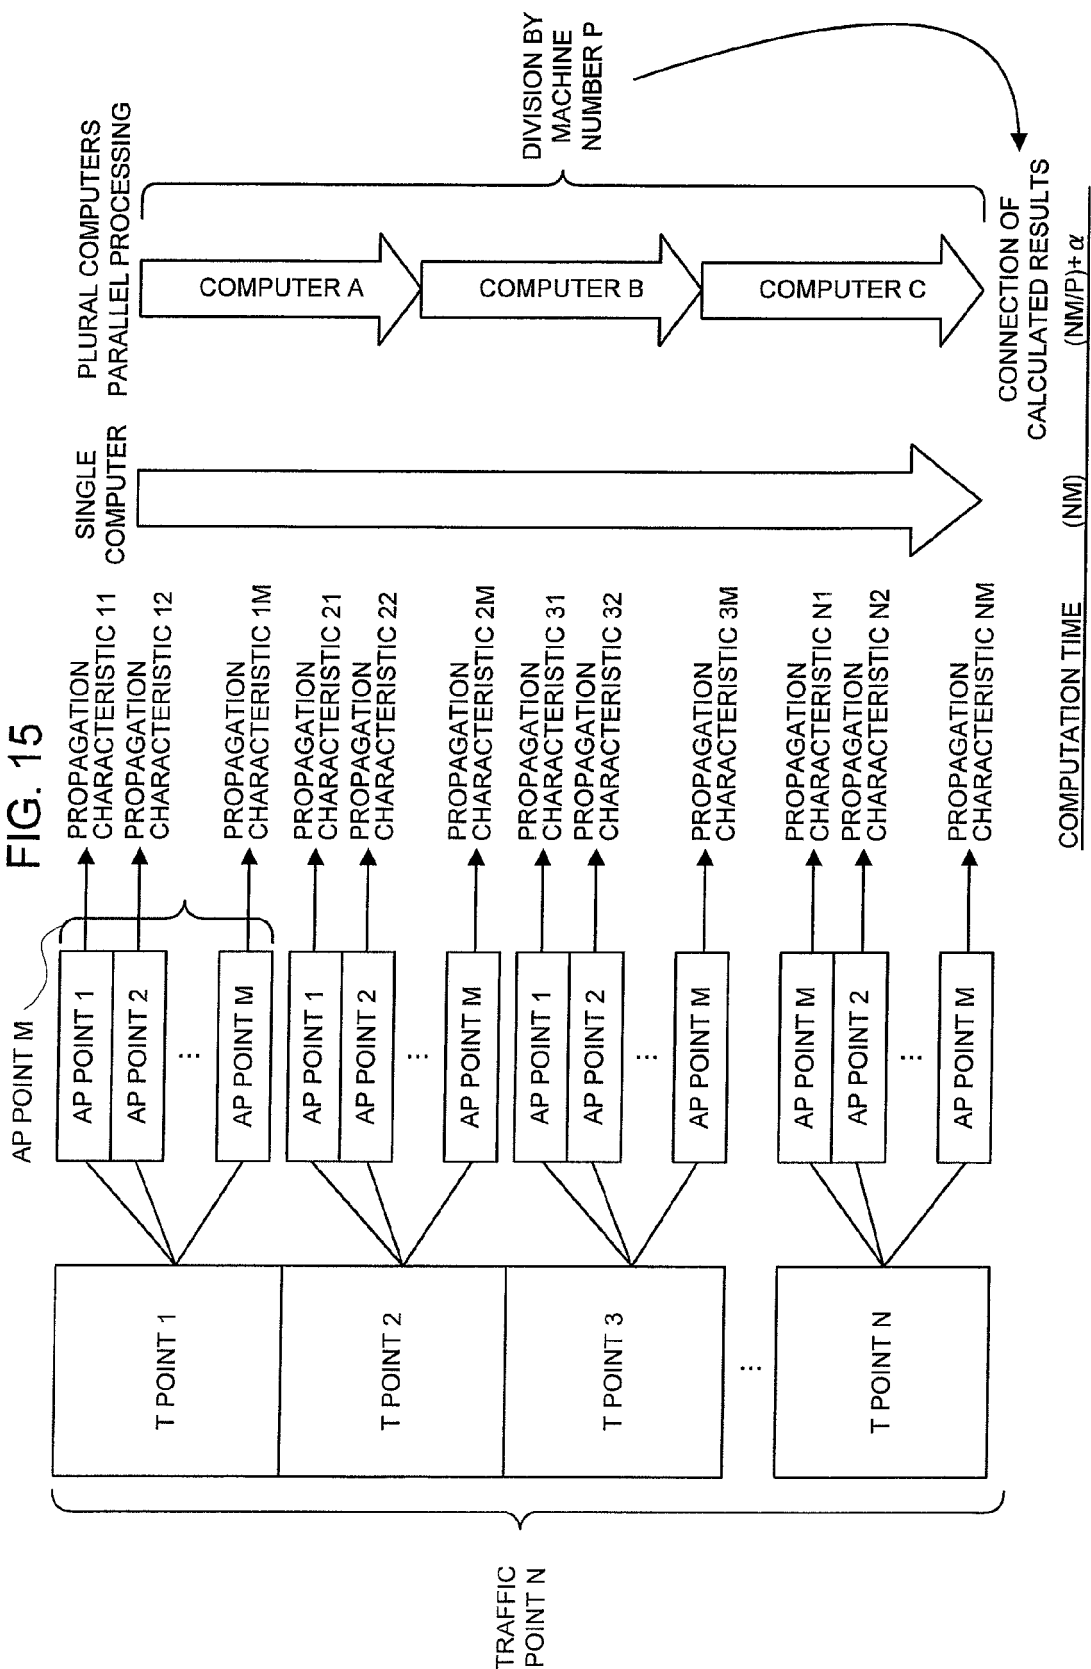 FIG. 15
TRAFFIC
POINT N
T POINT 1
T POINT 2
T POINT 3
...
T POINT N
AP POINT M
AP POINT 1
AP POINT 2
...
AP POINT M
AP POINT 1
AP POINT 2
...
AP POINT M
AP POINT 1
AP POINT 2
...
AP POINT M
AP POINT M
AP POINT 2
...
AP POINT M
PROPAGATION
CHARACTERISTIC 11
PROPAGATION
CHARACTERISTIC 12
PROPAGATION
CHARACTERISTIC 1M
PROPAGATION
CHARACTERISTIC 21
PROPAGATION
CHARACTERISTIC 22
PROPAGATION
CHARACTERISTIC 2M
PROPAGATION
CHARACTERISTIC 31
PROPAGATION
CHARACTERISTIC 32
PROPAGATION
CHARACTERISTIC 3M
PROPAGATION
CHARACTERISTIC N1
PROPAGATION
CHARACTERISTIC N2
PROPAGATION
CHARACTERISTIC NM
SINGLE
COMPUTER
PLURAL COMPUTERS
PARALLEL PROCESSING
COMPUTER A
COMPUTER B
COMPUTER C
DIVISION BY
MACHINE
NUMBER P
CONNECTION OF
CALCULATED RESULTS
COMPUTATION TIME (NM) (NM/P)+α